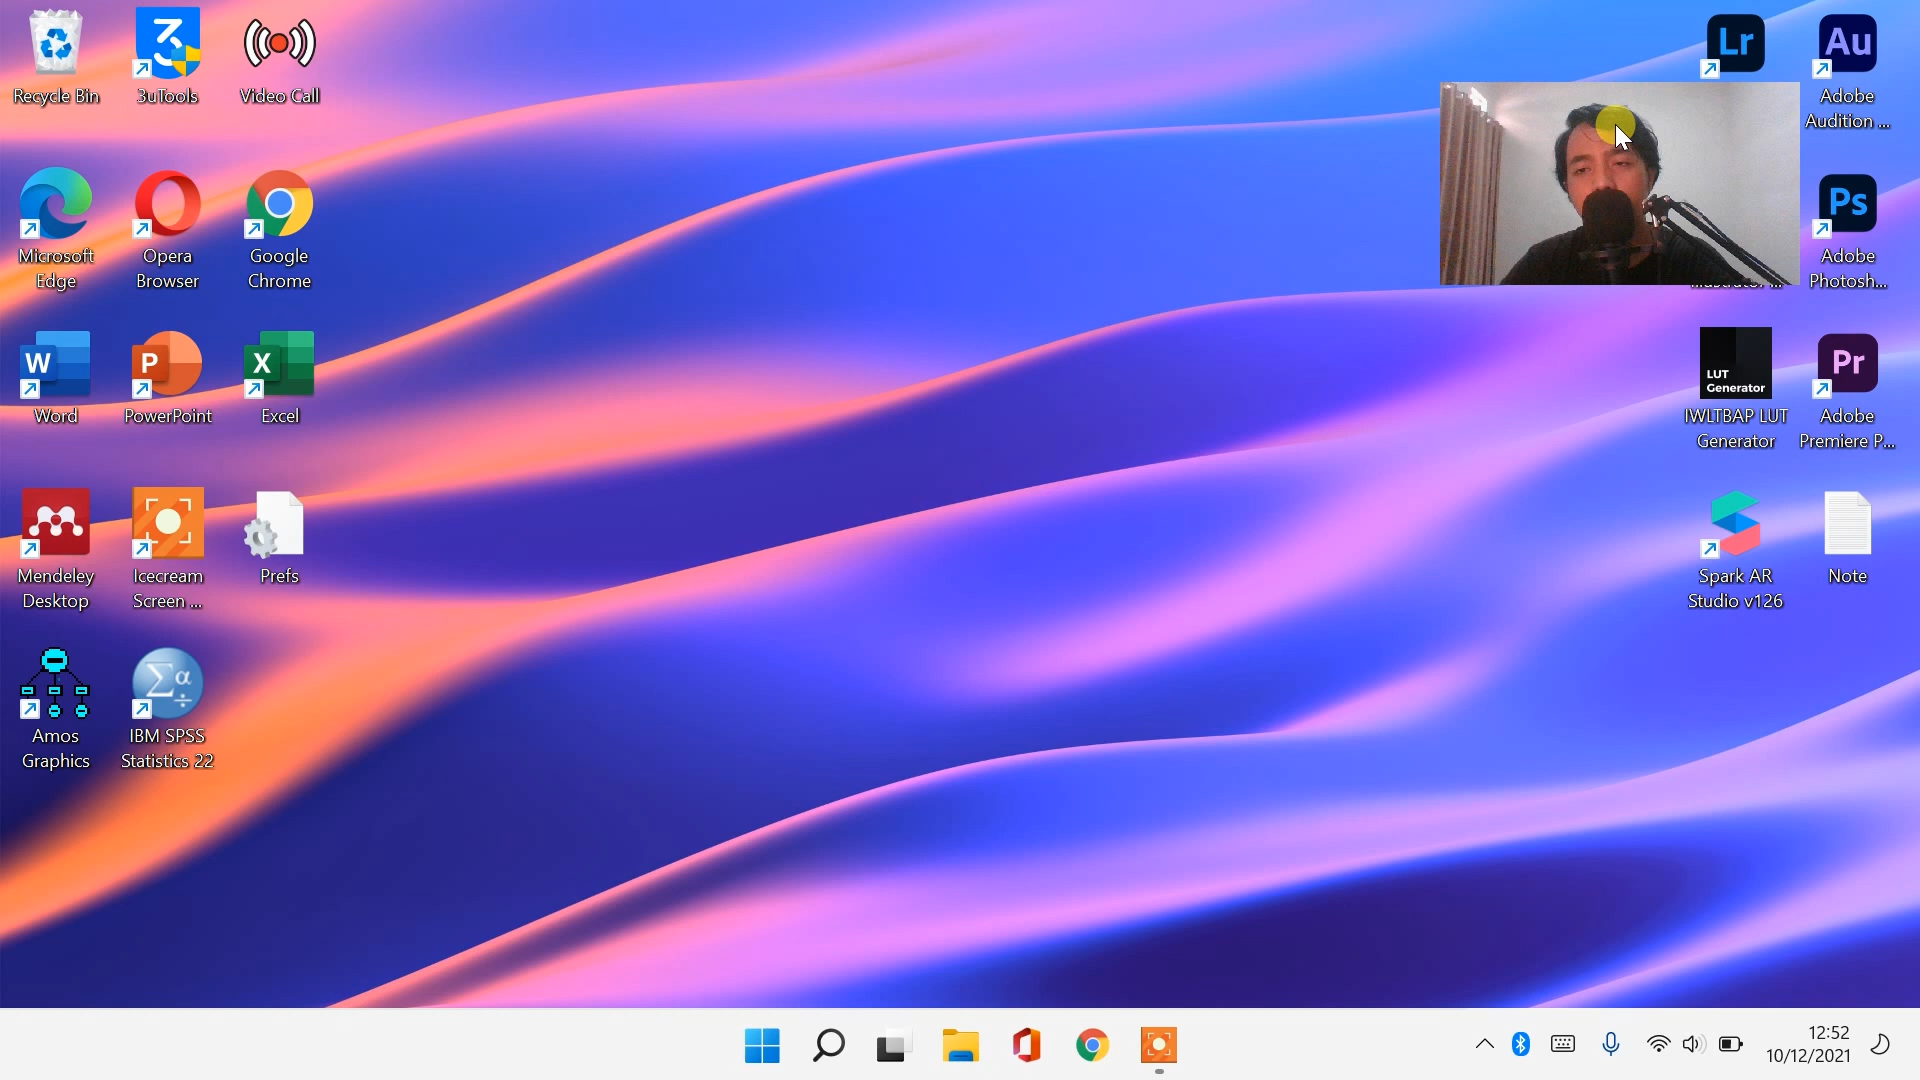 Recycle Bin
3uTools
Video Call
Lr
Au
Adobe
Audition ...
Microsoft
Edge
Opera
Browser
Google
Chrome
Ps
Adobe
Photosh...
W
Word
P
PowerPoint
X
Excel
LUT
Generator
IWLTBAP LUT
Generator
Pr
Adobe
Premiere P...
Mendeley
Desktop
Icecream
Screen ...
Prefs
Spark AR
Studio v126
Note
Amos
Graphics
Σα
÷
IBM SPSS
Statistics 22
12:52
10/12/2021